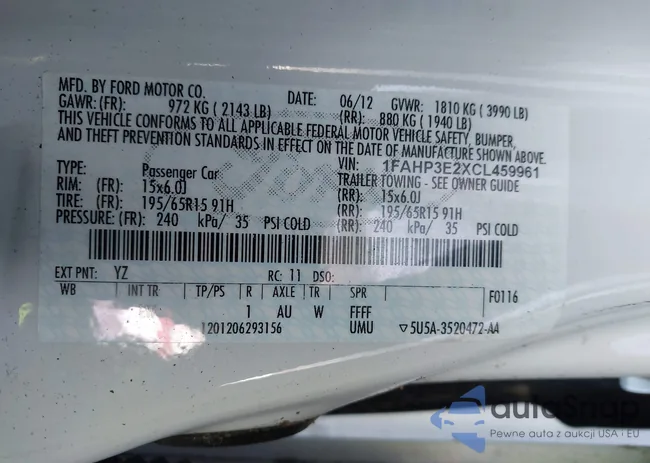 MFD. BY FORD MOTOR CO.
DATE: 06/12 GVWR: 1810 KG ( 3990 LB)
GAWR: (FR): 972 KG ( 2143 LB) (RR): 880 KG ( 1940 LB)
THIS VEHICLE CONFORMS TO ALL APPLICABLE FEDERAL MOTOR VEHICLE SAFETY, BUMPER,
AND THEFT PREVENTION STANDARDS IN EFFECT ON THE DATE OF MANUFACTURE SHOWN ABOVE.
VIN: 1FAHP3E2XCL459961
TYPE: Passenger Car TRAILER TOWING - SEE OWNER GUIDE
RIM: (FR): 15x6.0J (RR): 15x6.0J
TIRE: (FR): 195/65R15 91H (RR): 195/65R15 91H
PRESSURE: (FR): 240 kPa/ 35 PSI COLD (RR): 240 kPa/ 35 PSI COLD
EXT PNT: YZ RC: 11 DSO:
WB INT TR TP/PS R AXLE TR SPR F0116
1 AU W FFFF
1201206293156 UMU ▽5U5A-3520472-AA
autoSnap
Pewne auta z aukcji USA i EU